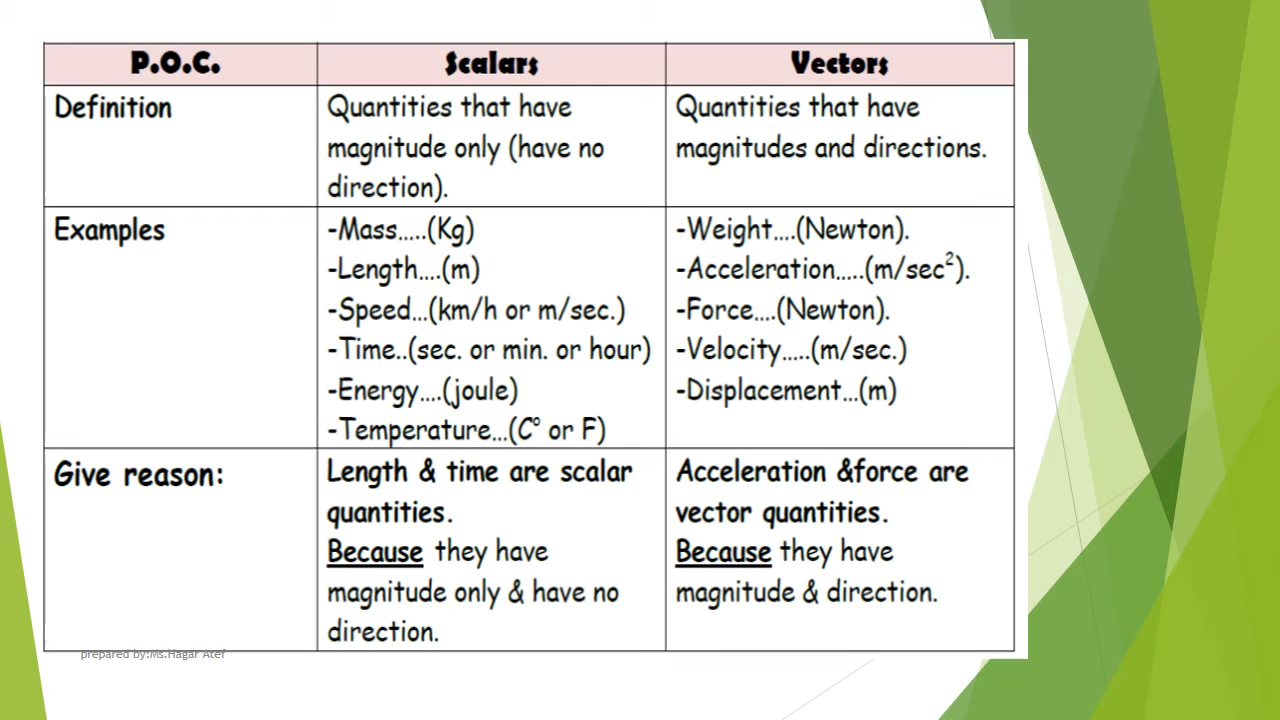 P.O.C.
Scalars
Vectors
Definition
Quantities that have
magnitude only (have no
direction).
Quantities that have
magnitudes and directions.
Examples
-Mass.....(Kg)
-Length....(m)
-Speed...(km/h or m/sec.)
-Time..(sec. or min. or hour)
-Energy....(joule)
-Temperature...(C° or F)
-Weight....(Newton).
-Acceleration.....(m/sec²).
-Force....(Newton).
-Velocity.....(m/sec.)
-Displacement...(m)
Give reason:
Length & time are scalar
quantities.
Because they have
magnitude only & have no
direction.
Acceleration &force are
vector quantities.
Because they have
magnitude & direction.
prepared by:Ms.Hagar Atef